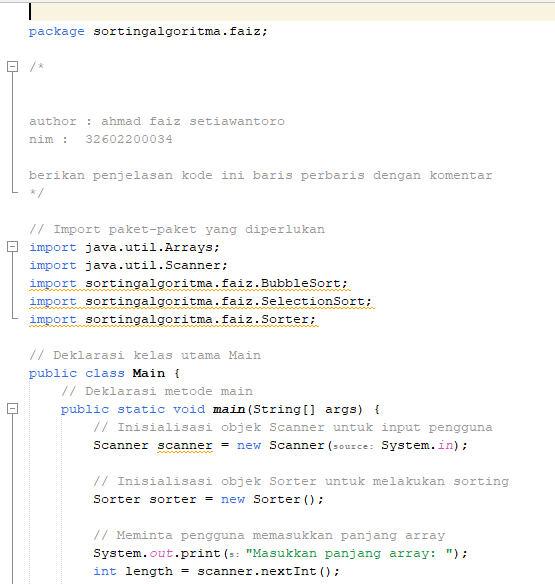 package sortingalgoritma.faiz;
/*
author : ahmad faiz setiawantoro
nim :  32602200034
berikan penjelasan kode ini baris perbaris dengan komentar
*/
// Import paket-paket yang diperlukan
import java.util.Arrays;
import java.util.Scanner;
import sortingalgoritma.faiz.BubbleSort;
import sortingalgoritma.faiz.SelectionSort;
import sortingalgoritma.faiz.Sorter;
// Deklarasi kelas utama Main
public class Main {
// Deklarasi metode main
public static void main(String[] args) {
// Inisialisasi objek Scanner untuk input pengguna
Scanner scanner = new Scanner(source: System.in);
// Inisialisasi objek Sorter untuk melakukan sorting
Sorter sorter = new Sorter();
// Meminta pengguna memasukkan panjang array
System.out.print(s: "Masukkan panjang array: ");
int length = scanner.nextInt();